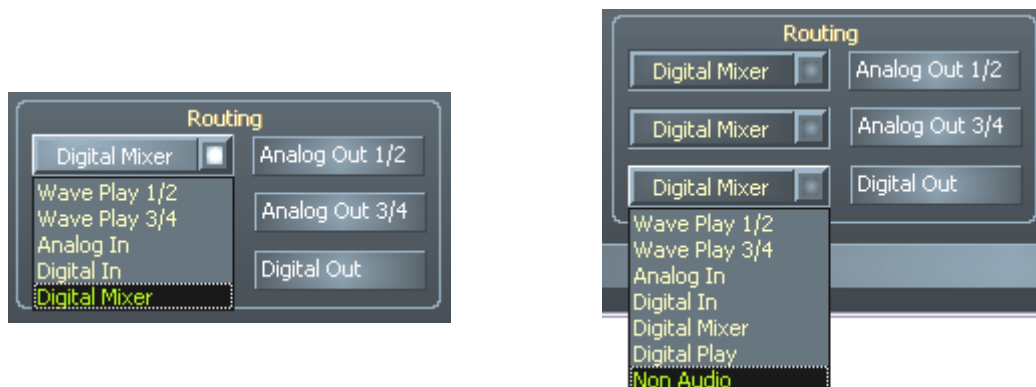 Routing
Digital Mixer Analog Out 1/2
Wave Play 1/2
Wave Play 3/4 Analog Out 3/4
Analog In
Digital In Digital Out
Digital Mixer
Routing
Digital Mixer Analog Out 1/2
Digital Mixer Analog Out 3/4
Digital Mixer Digital Out
Wave Play 1/2
Wave Play 3/4
Analog In
Digital In
Digital Mixer
Digital Play
Non Audio